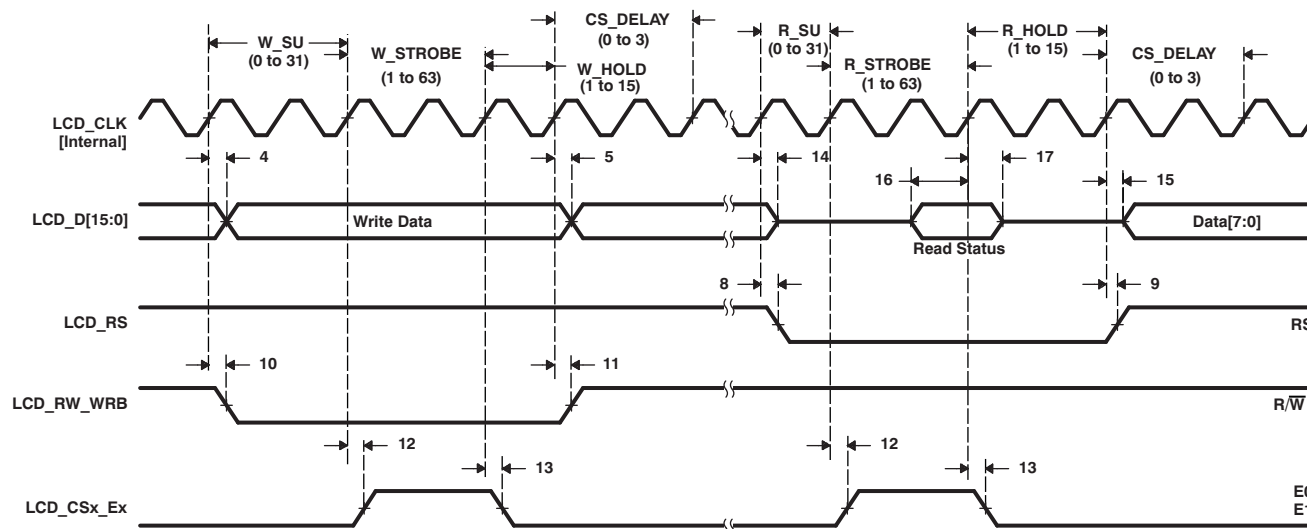 CS_DELAY
(0 to 3)
W_SU
(0 to 31)
W_STROBE
(1 to 63)
W_HOLD
(1 to 15)
R_SU
(0 to 31)
R_STROBE
(1 to 63)
R_HOLD
(1 to 15)
CS_DELAY
(0 to 3)
LCD_CLK
[Internal]
4
5
14
16
17
15
LCD_D[15:0]
Write Data
Read Status
Data[7:0]
8
9
LCD_RS
RS
10
11
LCD_RW_WRB
R/W̅
12
13
12
13
LCD_CSx_Ex
E0
E1